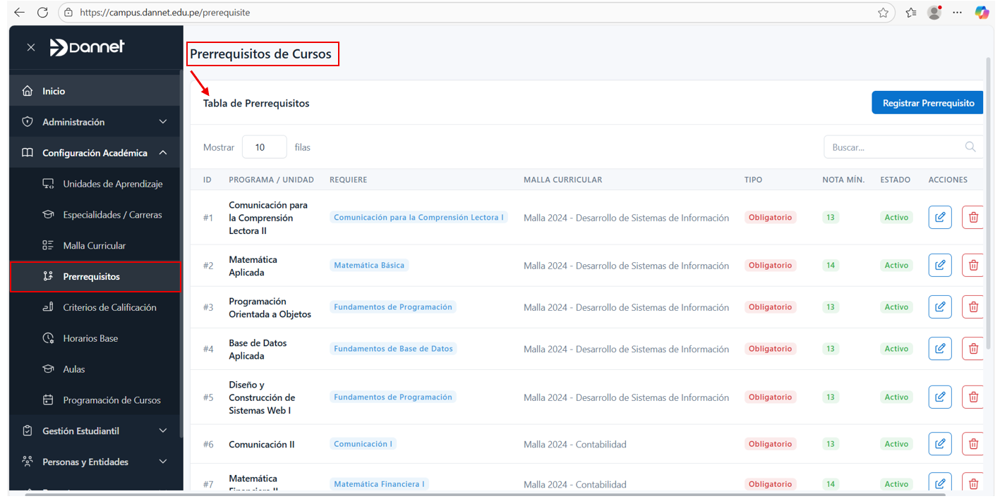 https://campus.dannet.edu.pe/prerequisite
Dannet
Prerrequisitos de Cursos
Inicio
Administración
Configuración Académica
Unidades de Aprendizaje
Especialidades / Carreras
Malla Curricular
Prerrequisitos
Criterios de Calificación
Horarios Base
Aulas
Programación de Cursos
Gestión Estudiantil
Personas y Entidades
Tabla de Prerrequisitos
Registrar Prerrequisito
Mostrar 10 filas
Buscar...
ID PROGRAMA / UNIDAD REQUIERE MALLA CURRICULAR TIPO NOTA MÍN. ESTADO ACCIONES
#1 Comunicación para la Comprensión Lectora II Comunicación para la Comprensión Lectora I Malla 2024 - Desarrollo de Sistemas de Información Obligatorio 13 Activo
#2 Matemática Aplicada Matemática Básica Malla 2024 - Desarrollo de Sistemas de Información Obligatorio 14 Activo
#3 Programación Orientada a Objetos Fundamentos de Programación Malla 2024 - Desarrollo de Sistemas de Información Obligatorio 13 Activo
#4 Base de Datos Aplicada Fundamentos de Base de Datos Malla 2024 - Desarrollo de Sistemas de Información Obligatorio 13 Activo
#5 Diseño y Construcción de Sistemas Web I Fundamentos de Programación Malla 2024 - Desarrollo de Sistemas de Información Obligatorio 13 Activo
#6 Comunicación II Comunicación I Malla 2024 - Contabilidad Obligatorio 13 Activo
#7 Matemática Financiera II Matemática Financiera I Malla 2024 - Contabilidad Obligatorio 14 Activo